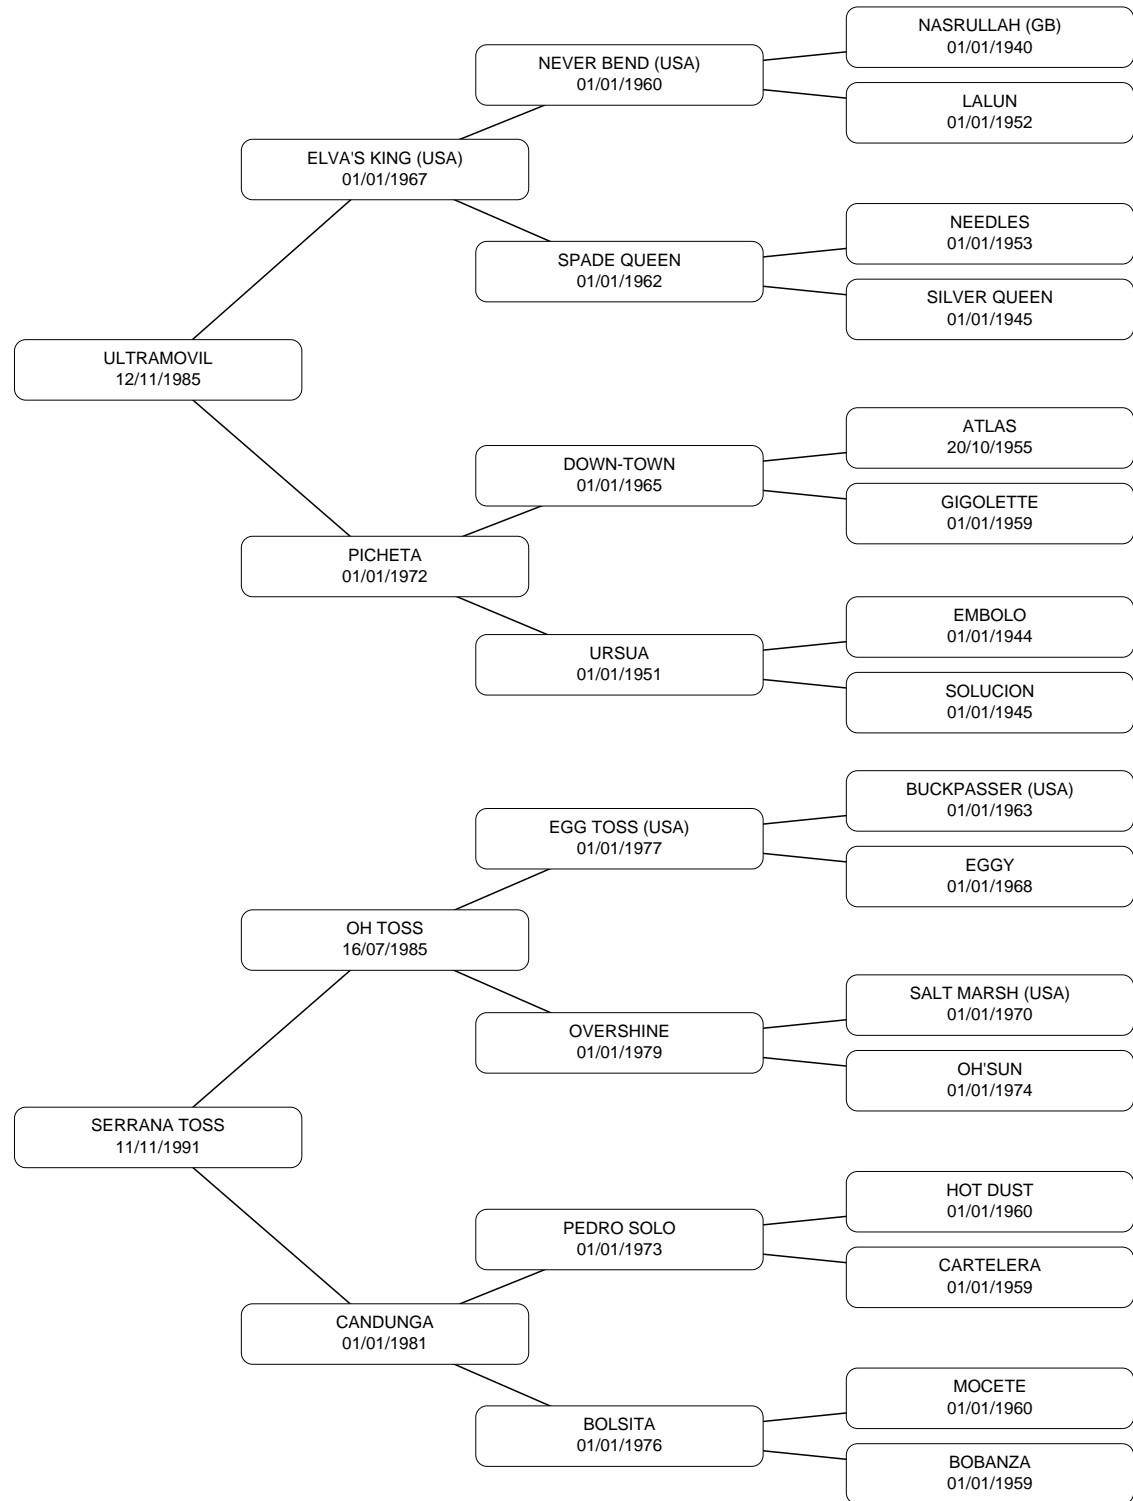 NASRULLAH (GB)
01/01/1940
NEVER BEND (USA)
01/01/1960
LALUN
01/01/1952
ELVA'S KING (USA)
01/01/1967
NEEDLES
01/01/1953
SPADE QUEEN
01/01/1962
SILVER QUEEN
01/01/1945
ULTRAMOVIL
12/11/1985
ATLAS
20/10/1955
DOWN-TOWN
01/01/1965
GIGOLETTE
01/01/1959
PICHETA
01/01/1972
EMBOLO
01/01/1944
URSUA
01/01/1951
SOLUCION
01/01/1945
BUCKPASSER (USA)
01/01/1963
EGG TOSS (USA)
01/01/1977
EGGY
01/01/1968
OH TOSS
16/07/1985
SALT MARSH (USA)
01/01/1970
OVERSHINE
01/01/1979
OH'SUN
01/01/1974
SERRANA TOSS
11/11/1991
HOT DUST
01/01/1960
PEDRO SOLO
01/01/1973
CARTELERA
01/01/1959
CANDUNGA
01/01/1981
MOCETE
01/01/1960
BOLSITA
01/01/1976
BOBANZA
01/01/1959